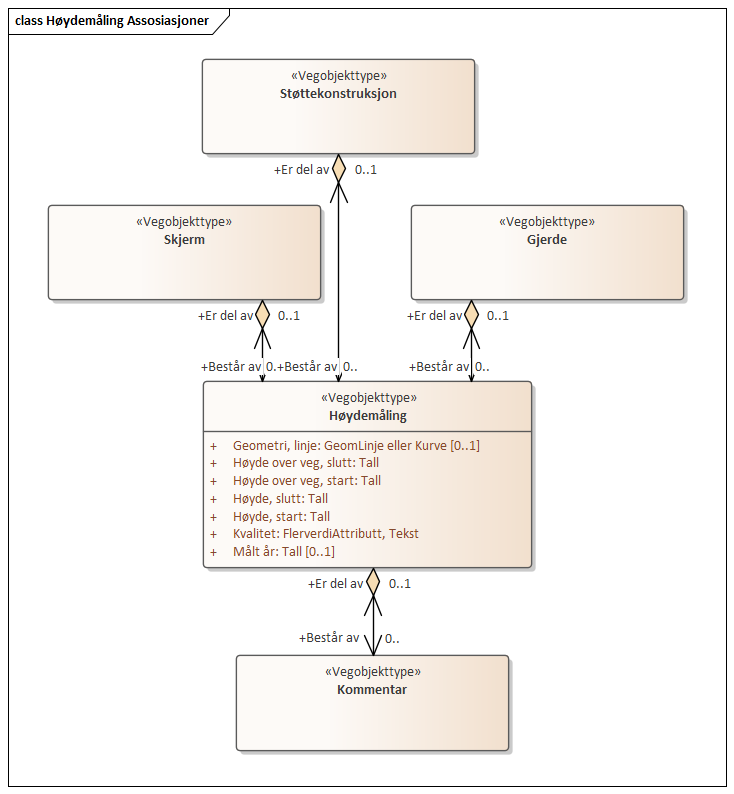 class Høydemåling Assosiasjoner
«Vegobjekttype»
Støttekonstruksjon
+Er del av 0..1
«Vegobjekttype»
Skjerm
«Vegobjekttype»
Gjerde
+Er del av 0..1
+Er del av 0..1
+Består av 0..
+Består av 0..
+Består av 0..
«Vegobjekttype»
Høydemåling
+ Geometri, linje: GeomLinje eller Kurve [0..1]
+ Høyde over veg, slutt: Tall
+ Høyde over veg, start: Tall
+ Høyde, slutt: Tall
+ Høyde, start: Tall
+ Kvalitet: FlerverdiAttributt, Tekst
+ Målt år: Tall [0..1]
+Er del av 0..1
+Består av 0..
«Vegobjekttype»
Kommentar